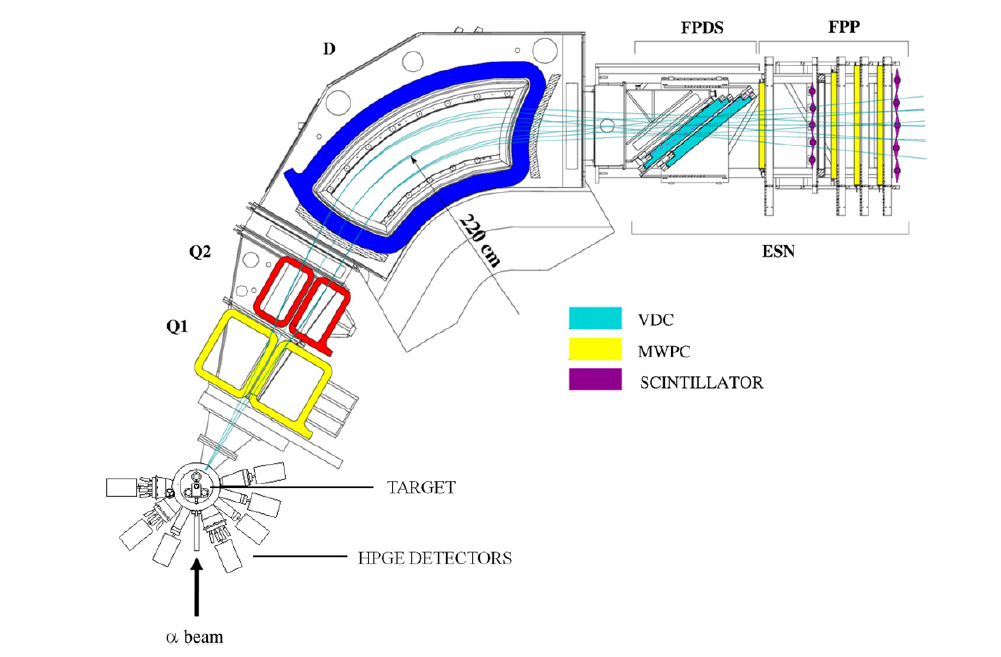 FPDS
FPP
D
220 cm
ESN
Q2
Q1
VDC
MWPC
SCINTILLATOR
TARGET
HPGE DETECTORS
α beam